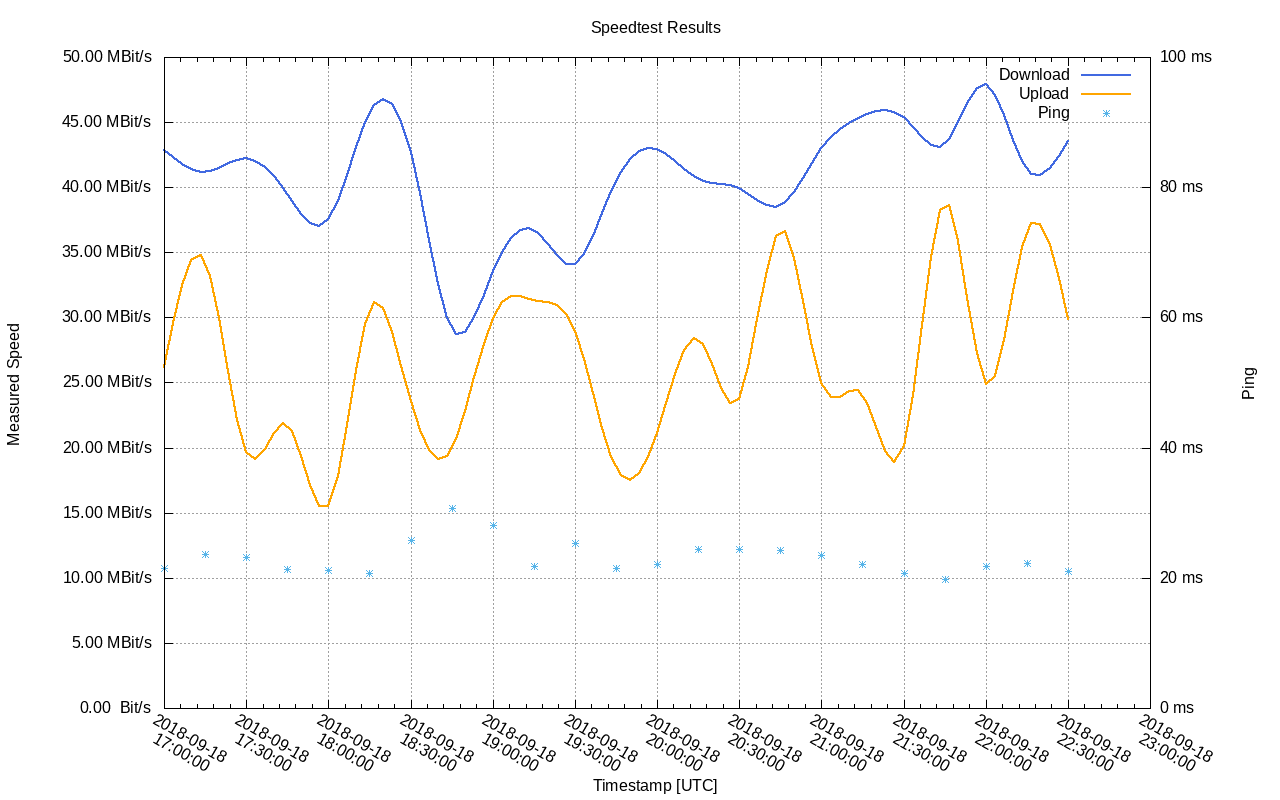 Speedtest Results
50.00 MBit/s
45.00 MBit/s
40.00 MBit/s
35.00 MBit/s
30.00 MBit/s
25.00 MBit/s
20.00 MBit/s
15.00 MBit/s
10.00 MBit/s
5.00 MBit/s
0.00  Bit/s
Measured Speed
100 ms
80 ms
60 ms
40 ms
20 ms
0 ms
Ping
Download
Upload
Ping
2018-09-18
17:00:00
2018-09-18
17:30:00
2018-09-18
18:00:00
2018-09-18
18:30:00
2018-09-18
19:00:00
2018-09-18
19:30:00
2018-09-18
20:00:00
2018-09-18
20:30:00
2018-09-18
21:00:00
2018-09-18
21:30:00
2018-09-18
22:00:00
2018-09-18
22:30:00
2018-09-18
23:00:00
Timestamp [UTC]